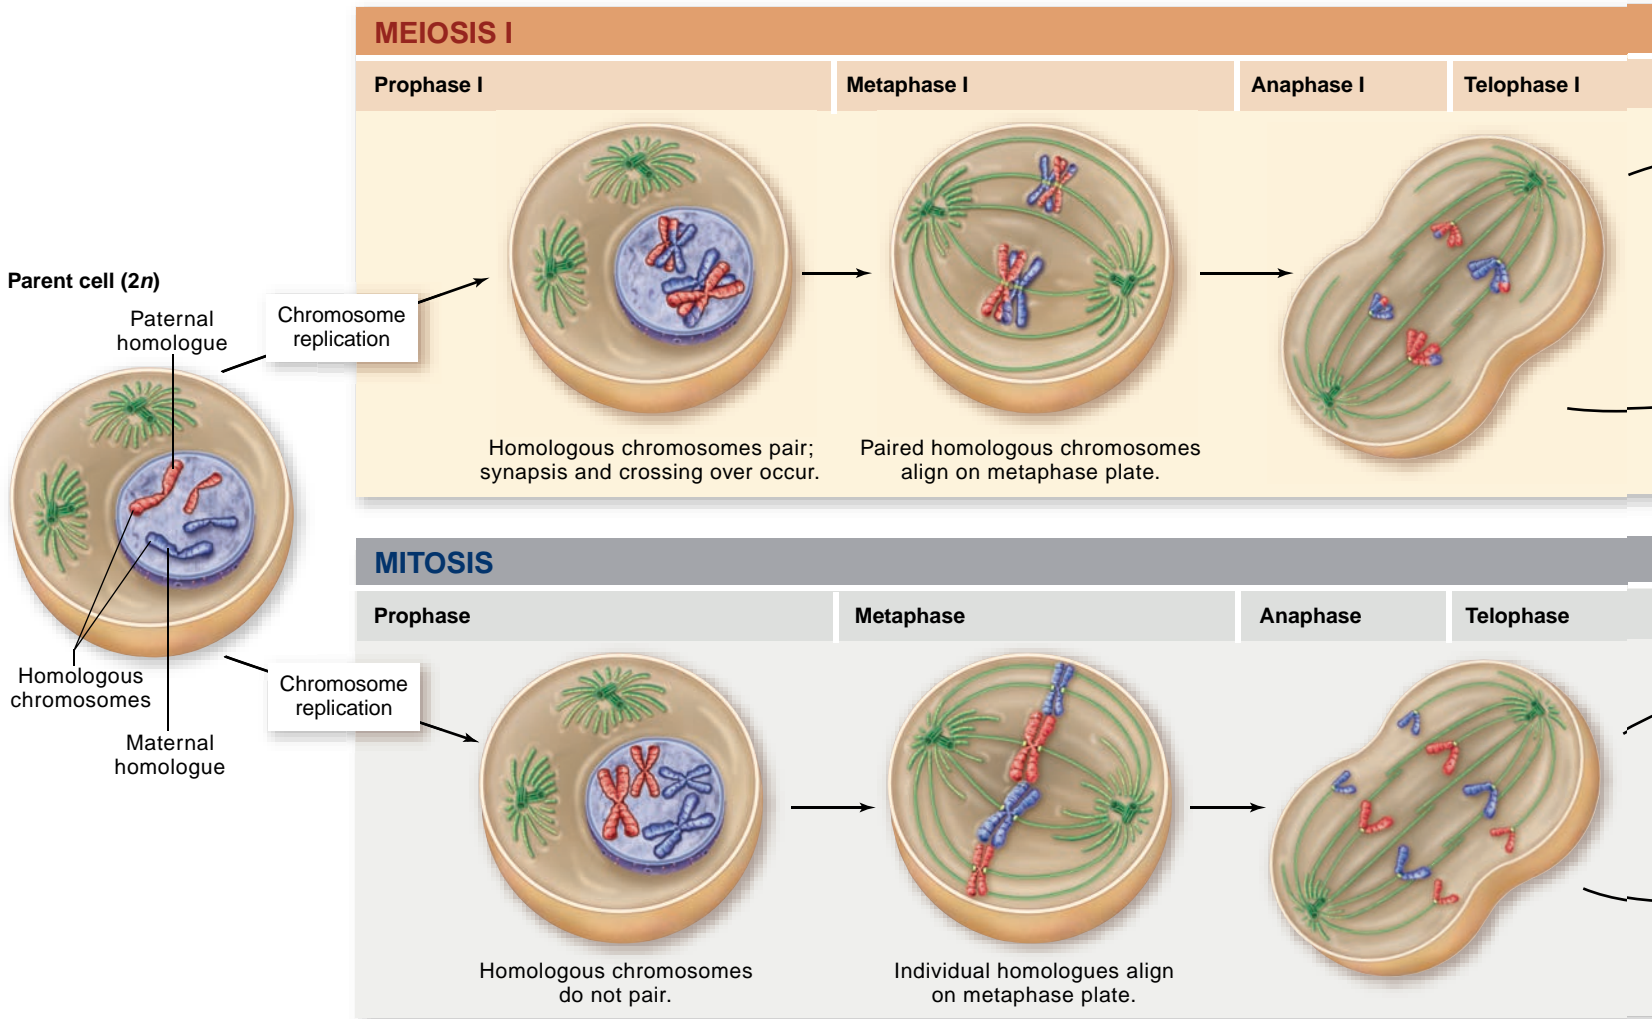 MEIOSIS I
Prophase I
Metaphase I
Anaphase I
Telophase I
Parent cell (2n)
Paternal
homologue
Chromosome
replication
Homologous chromosomes pair;
synapsis and crossing over occur.
Paired homologous chromosomes
align on metaphase plate.
MITOSIS
Prophase
Metaphase
Anaphase
Telophase
Homologous
chromosomes
Maternal
homologue
Chromosome
replication
Homologous chromosomes
do not pair.
Individual homologues align
on metaphase plate.